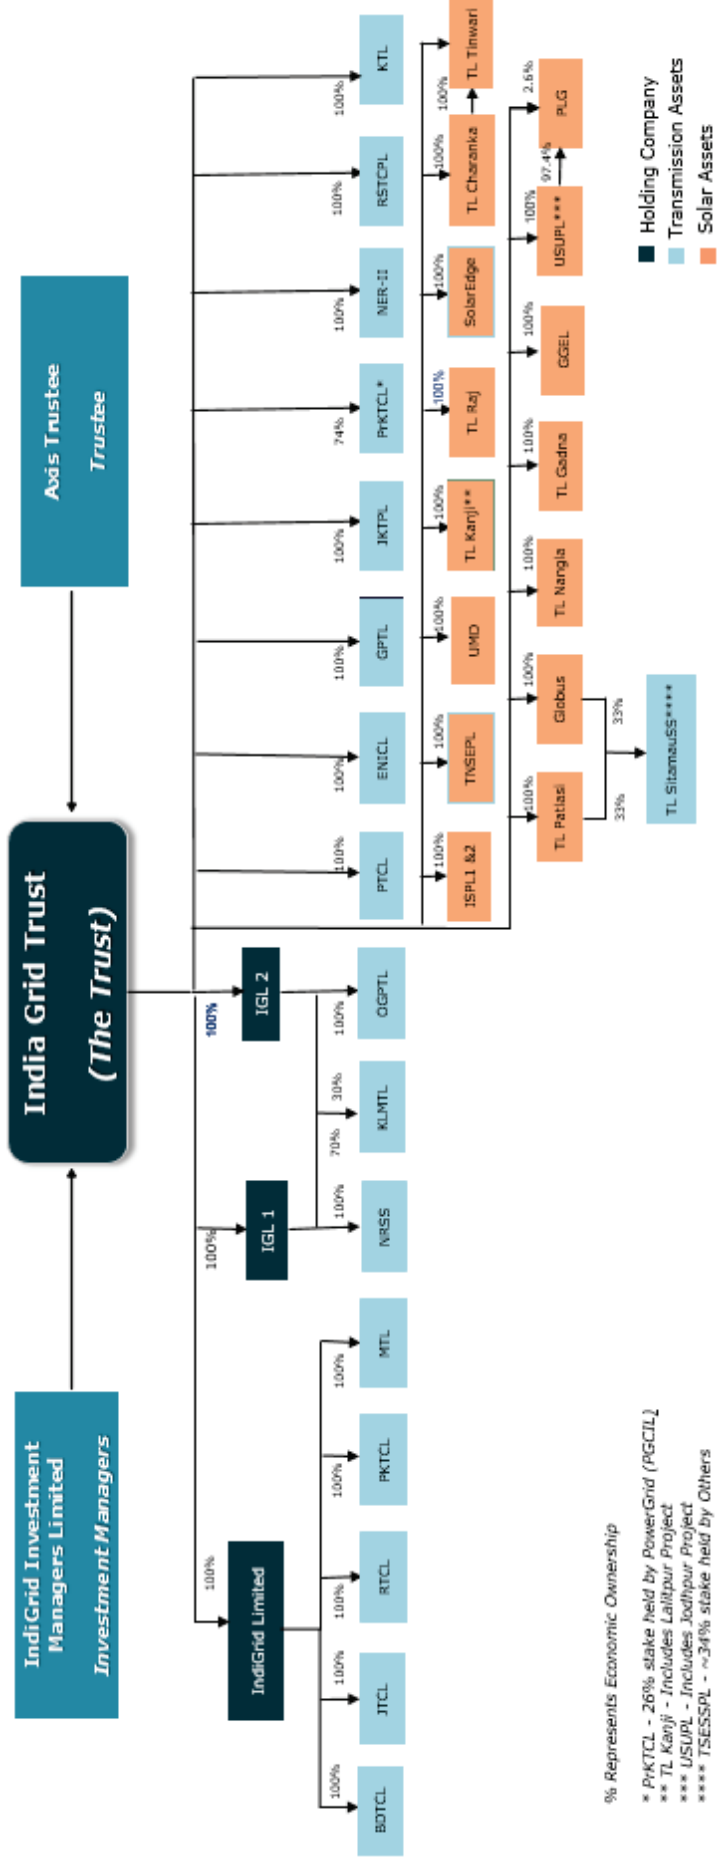 IndiGrid Investment
Managers Limited
Investment Managers
India Grid Trust
(The Trust)
Axis Trustee
Trustee
100%
100%
100%
IndiGrid Limited
IGL 1
IGL 2
100%
100%
100%
100%
100%
100%
70%
30%
100%
100%
100%
100%
100%
74%
100%
100%
100%
BDTCL
JTCL
RTCL
PKTCL
MTL
NRSS
KLMTL
OGPTL
PTCL
ENICL
GPTL
JKTPL
PrKTCL*
NER-II
RSTCPL
KTL
100%
100%
100%
100%
100%
100%
100%
100%
ISPL1 &2
TNSEPL
UMD
TL Kanji**
TL Raj
SolarEdge
TL Charanka
TL Tinwari
100%
100%
100%
100%
100%
100%
97.4%
2.6%
TL Patlasi
Globus
TL Nangla
TL Gadna
GGEL
USUPL***
PLG
33%
33%
TL SitamauSS****
Holding Company
Transmission Assets
Solar Assets
% Represents Economic Ownership
* PrKTCL - 26% stake held by PowerGrid (PGCIL)
** TL Kanji - Includes Lalitpur Project
*** USUPL - Includes Jodhpur Project
**** TSESSPL - ~34% stake held by Others